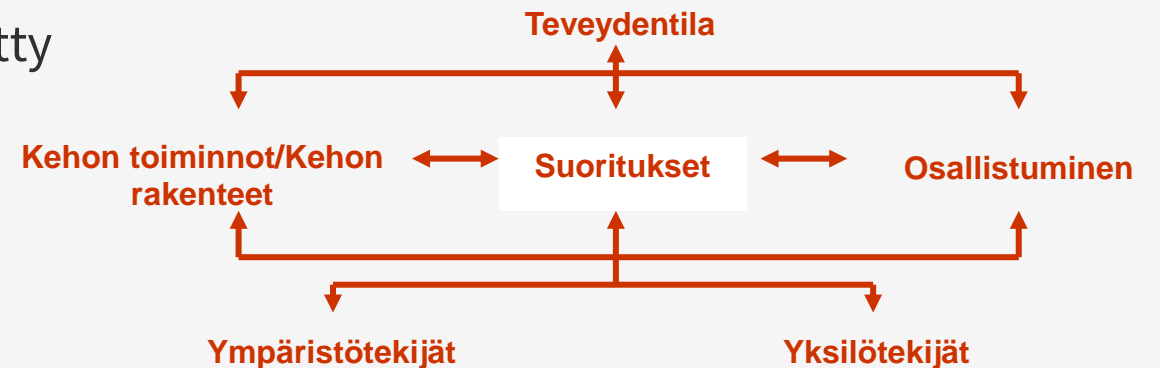 tty
Teveydentila
Kehon toiminnot/Kehon
rakenteet
Suoritukset
Osallistuminen
Ympäristötekijät
Yksilötekijät